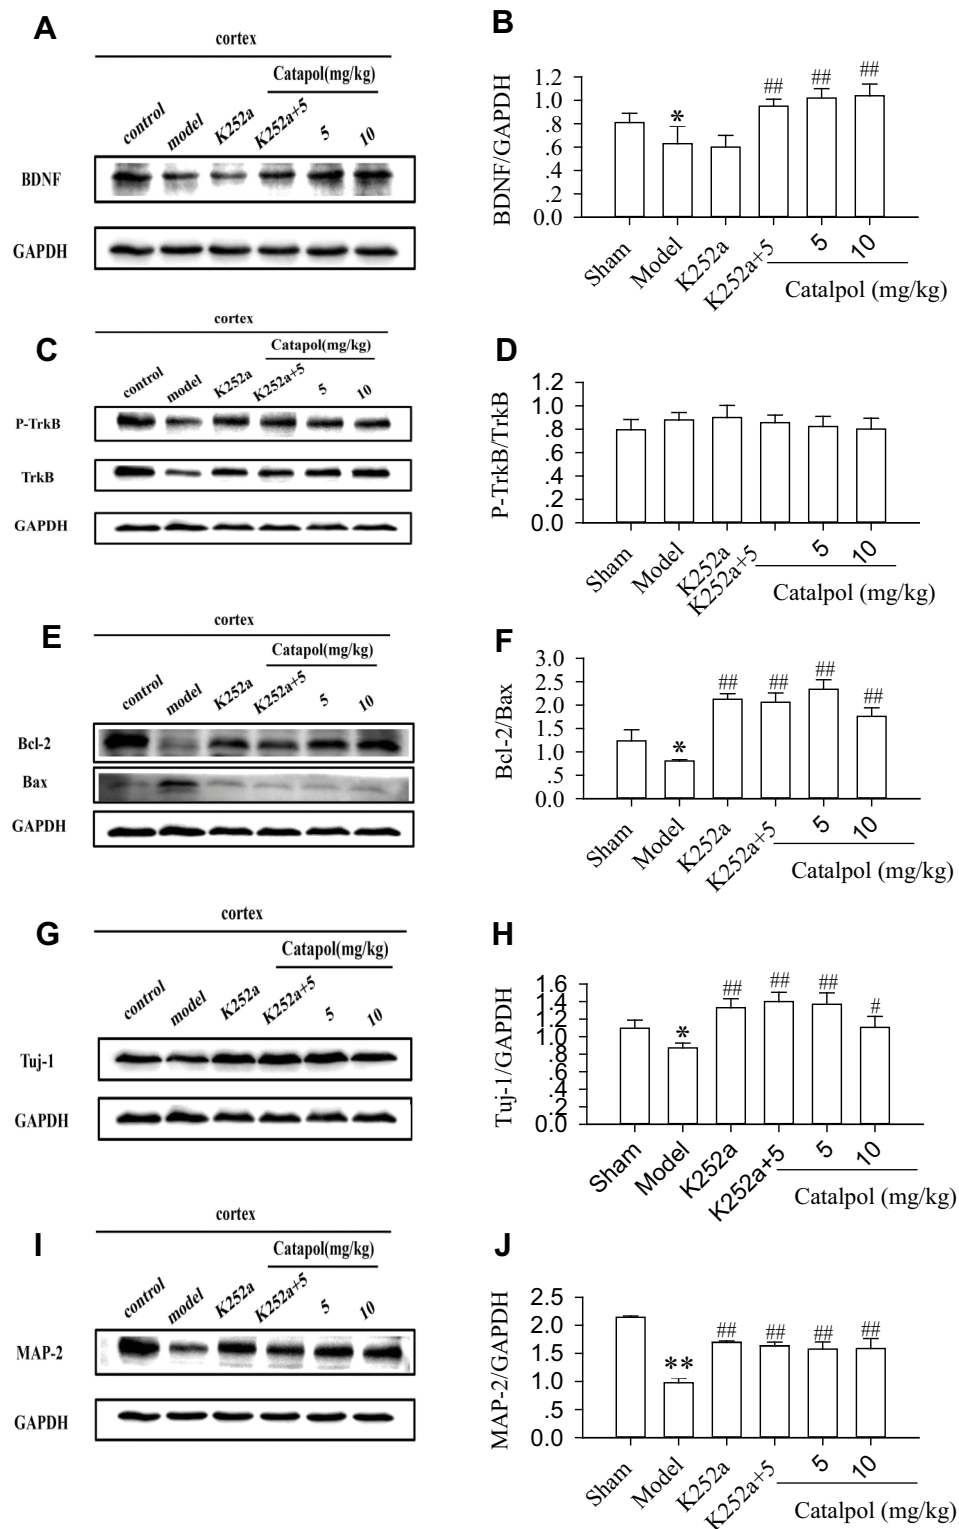 A
cortex
Catapol(mg/kg)
control model K252a K252a+5 5 10
BDNF
GAPDH
B
BDNF/GAPDH
1.2
1.0
.8
.6
.4
.2
0.0
*
## ## ##
Sham Model K252a K252a+5 5 10
Catalpol (mg/kg)
C
cortex
Catapol(mg/kg)
control model K252a K252a+5 5 10
P-TrkB
TrkB
GAPDH
D
P-TrkB/TrkB
1.2
1.0
.8
.6
.4
.2
0.0
Sham Model K252a K252a+5 5 10
Catalpol (mg/kg)
E
cortex
Catapol(mg/kg)
control model K252a K252a+5 5 10
Bcl-2
Bax
GAPDH
F
Bcl-2/Bax
3.0
2.5
2.0
1.5
1.0
.5
0.0
*
## ## ## ##
Sham Model K252a K252a+5 5 10
Catalpol (mg/kg)
G
cortex
Catapol(mg/kg)
control model K252a K252a+5 5 10
Tuj-1
GAPDH
H
Tuj-1/GAPDH
1.6
1.4
1.2
1.0
.8
.6
.4
.2
0.0
*
## ## ## #
Sham Model K252a K252a+5 5 10
Catalpol (mg/kg)
I
cortex
Catapol(mg/kg)
control model K252a K252a+5 5 10
MAP-2
GAPDH
J
MAP-2/GAPDH
2.5
2.0
1.5
1.0
.5
0.0
**
## ## ## ##
Sham Model K252a K252a+5 5 10
Catalpol (mg/kg)